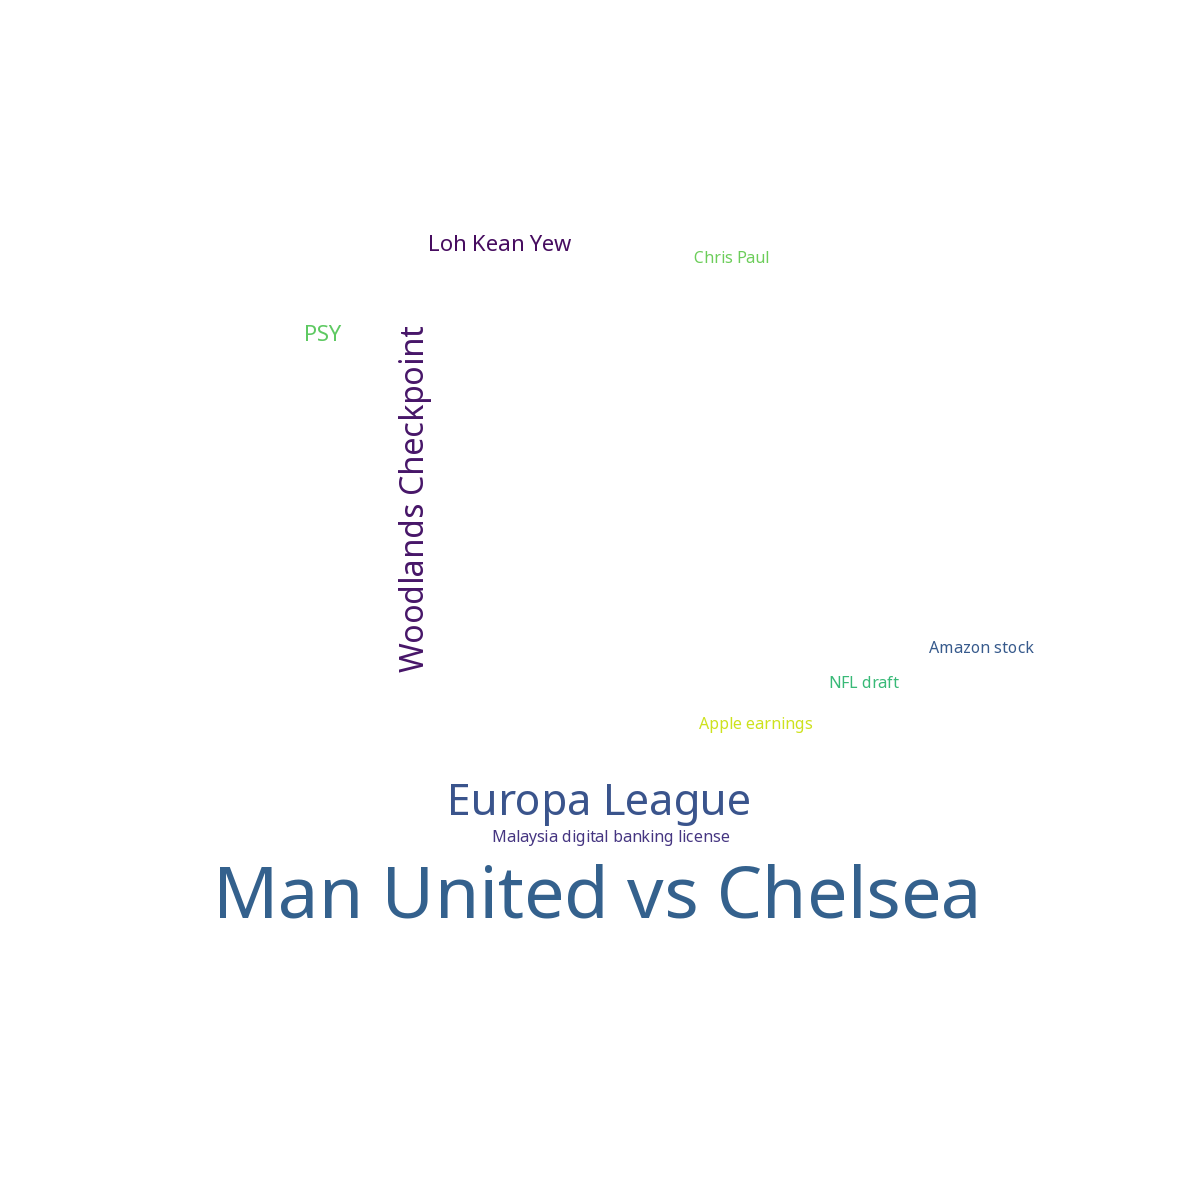 Loh Kean Yew
Chris Paul
PSY
Woodlands Checkpoint
Amazon stock
NFL draft
Apple earnings
Europa League
Malaysia digital banking license
Man United vs Chelsea